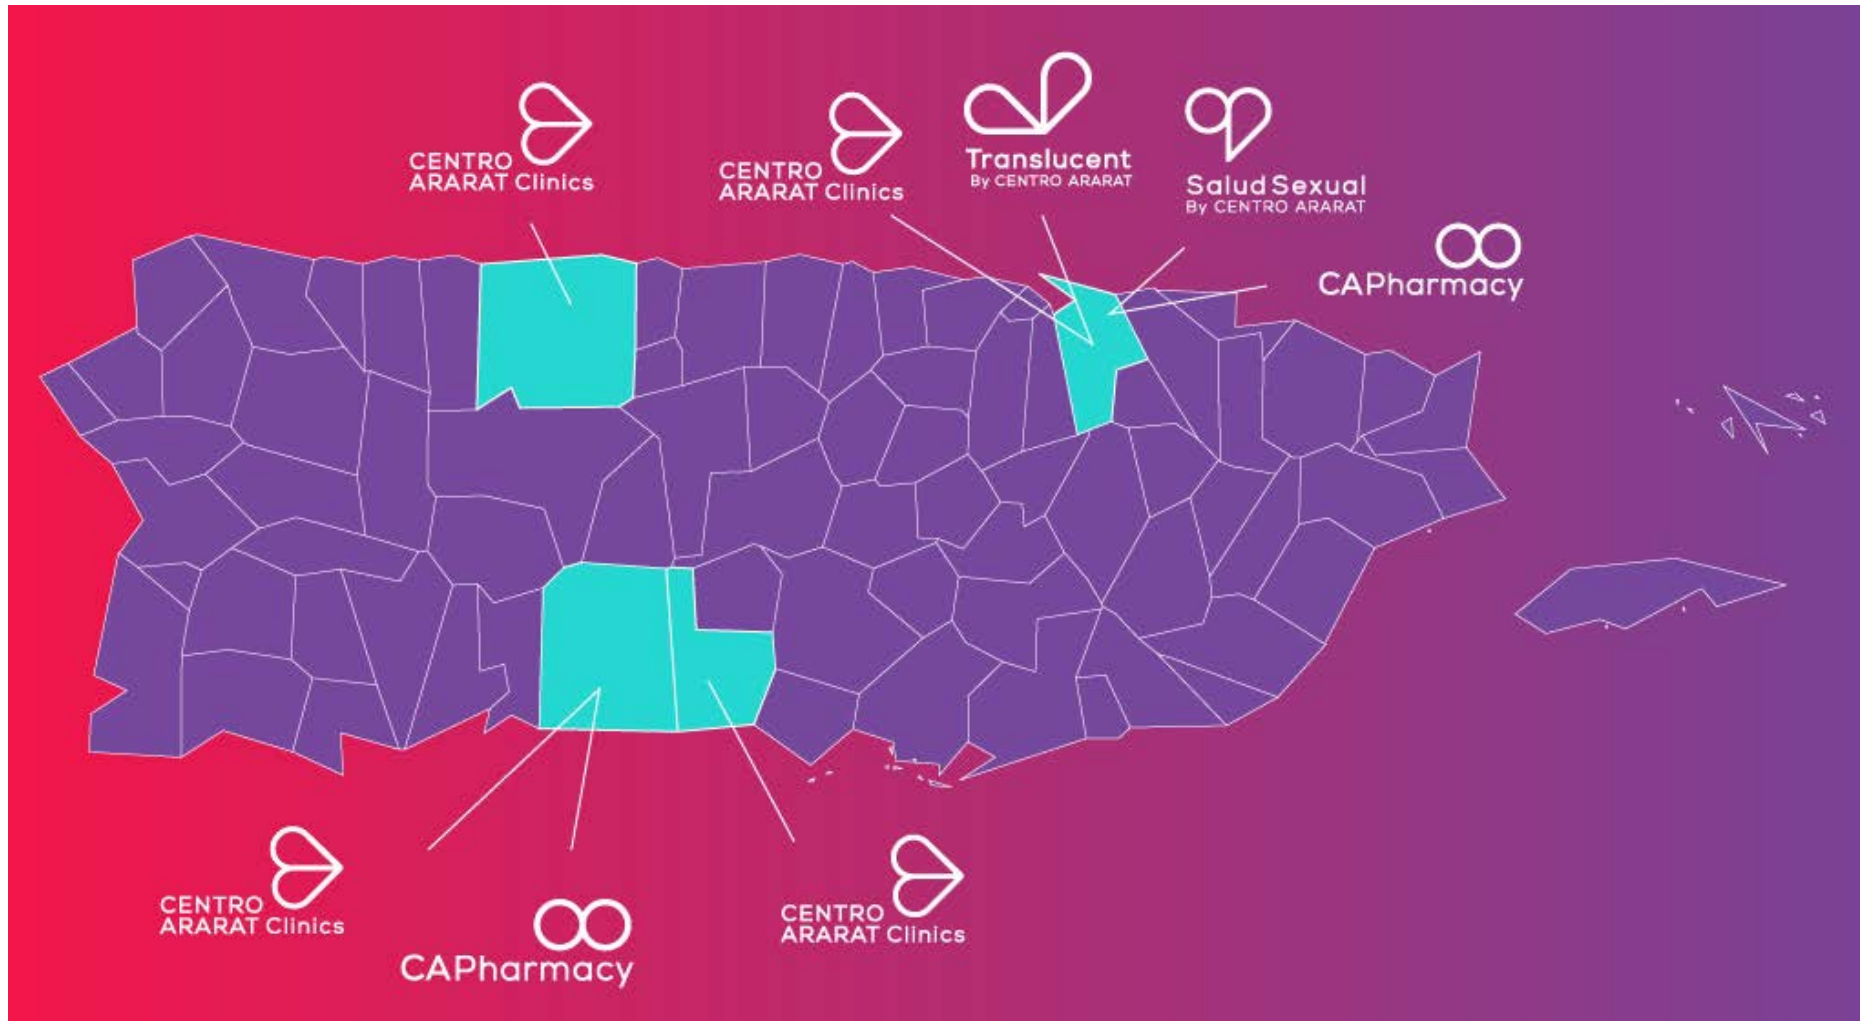 CENTRO
ARARAT Clinics
CENTRO
ARARAT Clinics
Translucent
By CENTRO ARARAT
Salud Sexual
By CENTRO ARARAT
CAPharmacy
CENTRO
ARARAT Clinics
CAPharmacy
CENTRO
ARARAT Clinics